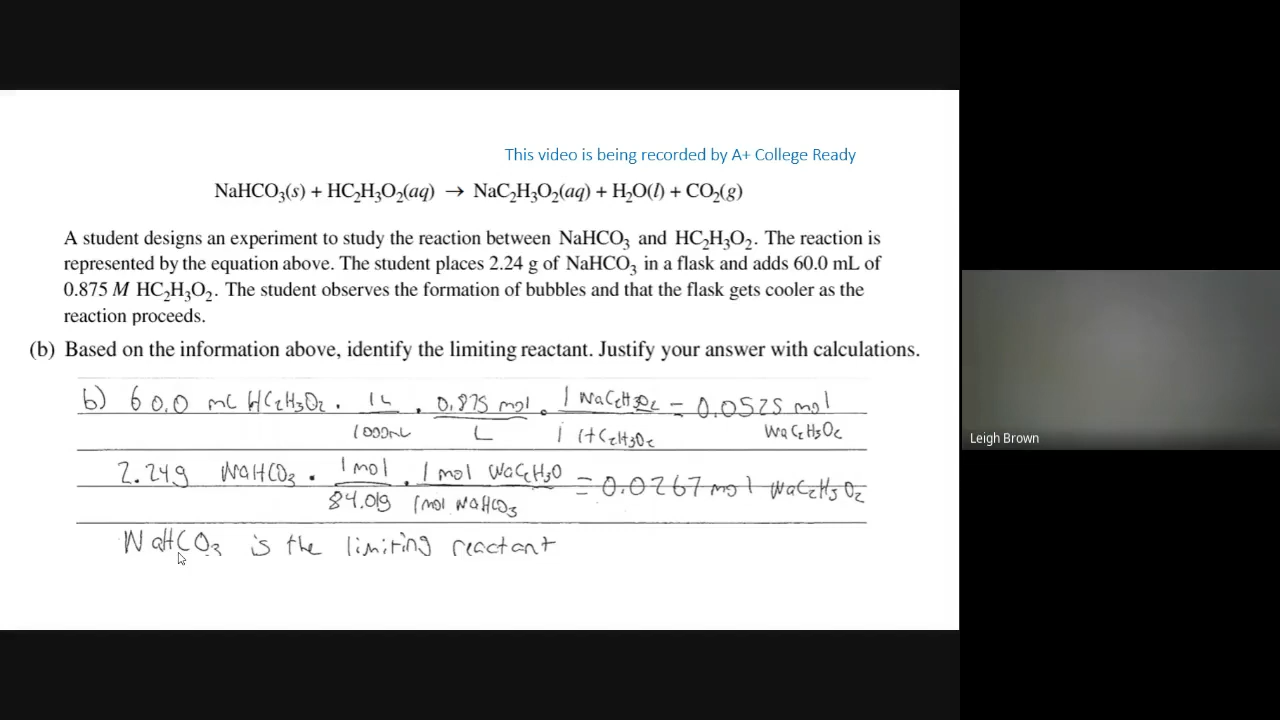 This video is being recorded by A+ College Ready
NaHCO₃(s) + HC₂H₃O₂(aq) → NaC₂H₃O₂(aq) + H₂O(l) + CO₂(g)
A student designs an experiment to study the reaction between NaHCO₃ and HC₂H₃O₂. The reaction is
represented by the equation above. The student places 2.24 g of NaHCO₃ in a flask and adds 60.0 mL of
0.875 M HC₂H₃O₂. The student observes the formation of bubbles and that the flask gets cooler as the
reaction proceeds.
(b) Based on the information above, identify the limiting reactant. Justify your answer with calculations.
b) 60.0 mL HC₂H₃O₂ · 1L/1000mL · 0.875 mol/L · 1 NaC₂H₃O₂/1 HC₂H₃O₂ = 0.0525 mol NaC₂H₃O₂
2.24g NaHCO₃ · 1mol/84.01g · 1 mol NaC₂H₃O/1mol NaHCO₃ = 0.0267 mol NaC₂H₃O₂
NaHCO₃ is the limiting reactant
Leigh Brown